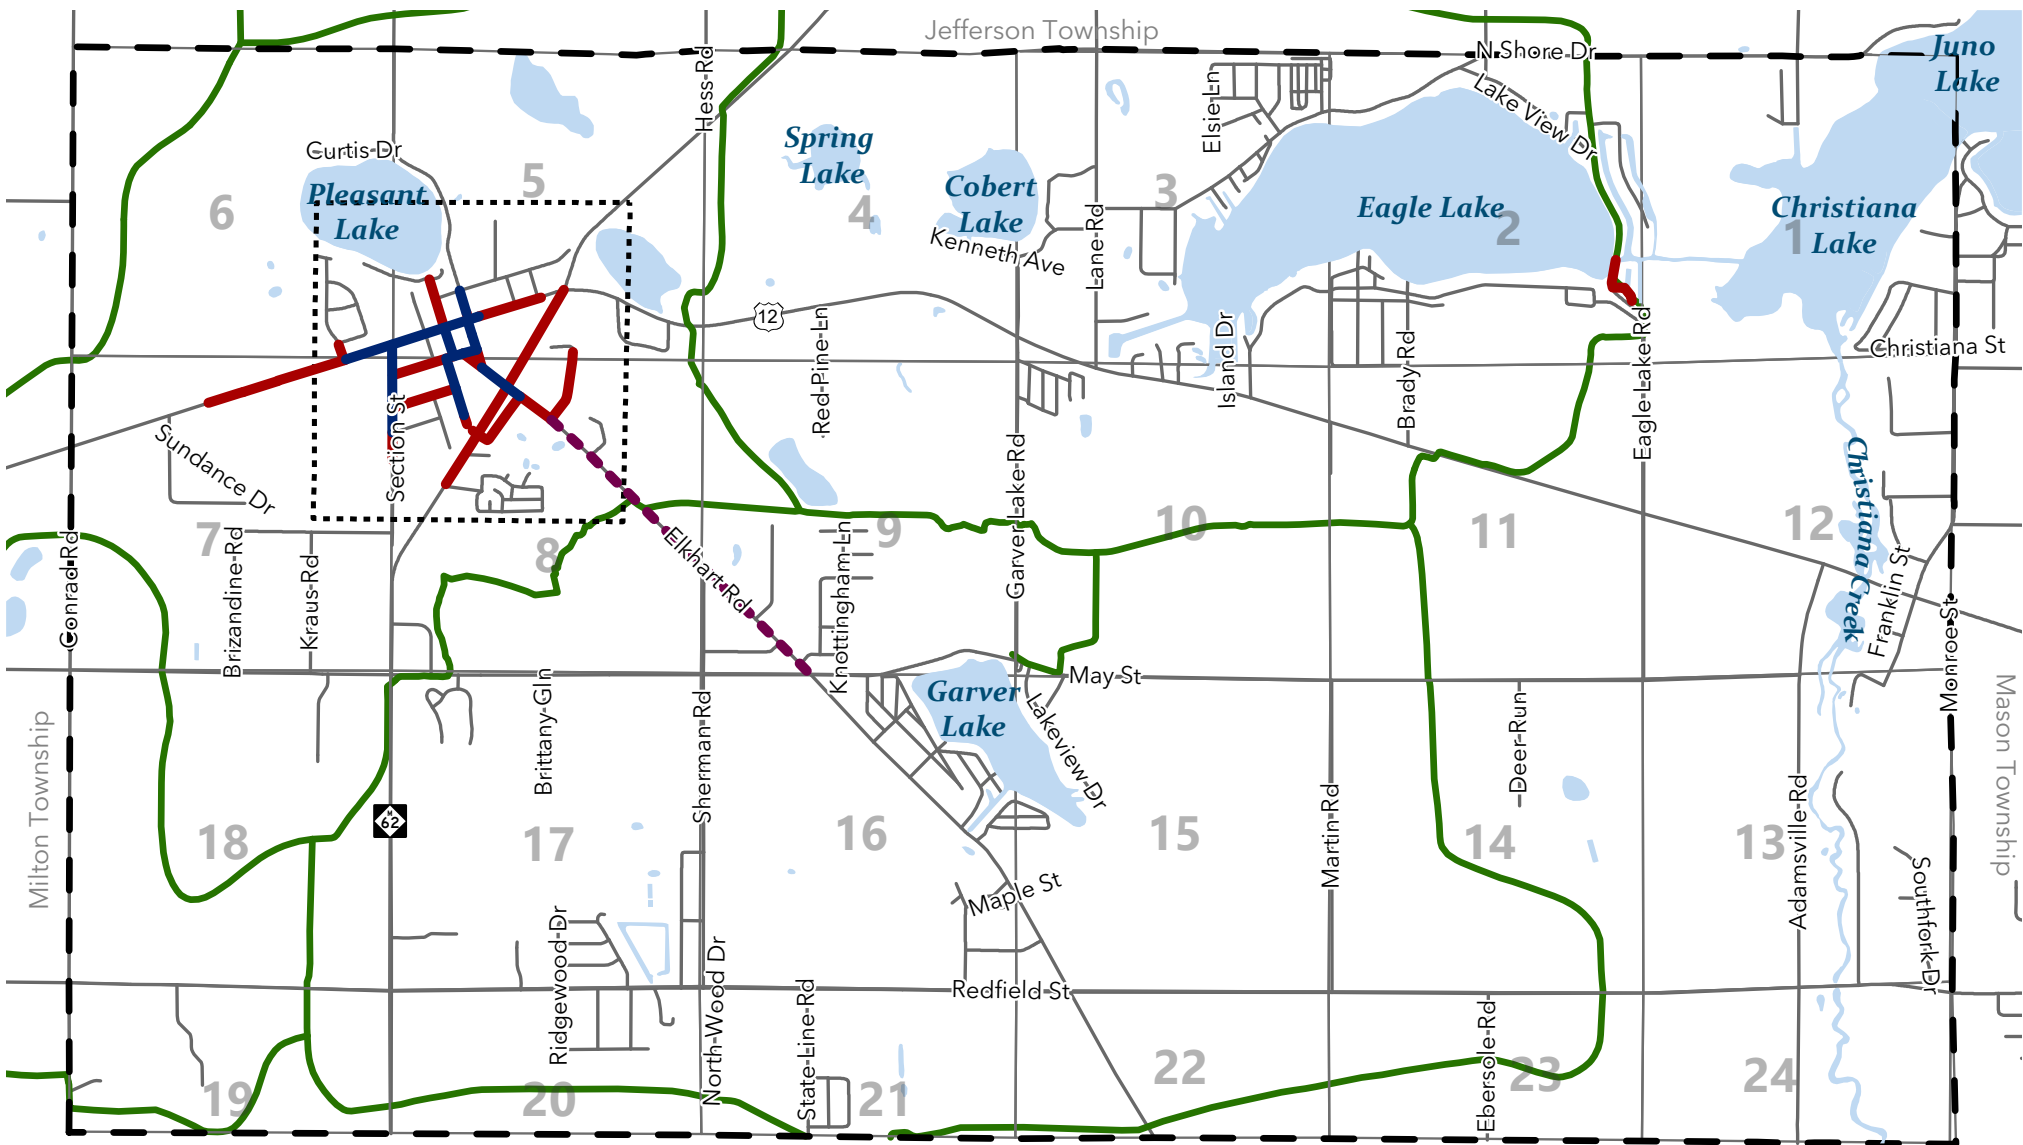 Jefferson Township
N Shore Dr
Juno
Lake
Hess Rd
Elsie Ln
Lake View Dr
Curtis Dr
Spring
Lake
5
Pleasant
Lake
6
4
Cobert
Lake
3
Eagle Lake
2
Christiana
Lake
1
Kenneth Ave
Lane Rd
12
Red Pine Ln
Island Dr
Brady Rd
Eagle Lake Rd
Christiana St
Section St
Sundance Dr
Garver Lake Rd
Christiana Creek
7
8
9
10
11
12
Conrad Rd
Brizandine Rd
Kraus Rd
Elkhart Rd
Knottingham Ln
Franklin St
Monroe St
May St
Garver
Lake
Lakeview Dr
Brittany Gln
Sherman Rd
Deer Run
Milton Township
Mason Township
M
62
Martin Rd
Adamsville Rd
18
17
16
15
14
13
Maple St
Southfork Dr
Ridgewood Dr
North Wood Dr
State Line Rd
Redfield St
Ebersole Rd
19
20
21
22
23
24